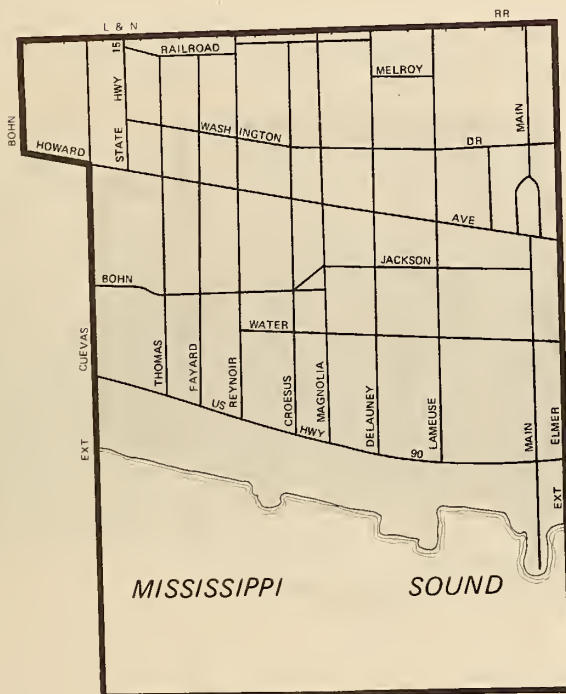 L & N RR
15
RAILROAD
MELROY
HWY
MAIN
BOHN
WASHINGTON
DR
HOWARD
STATE
AVE
JACKSON
BOHN
WATER
CUEVAS
THOMAS
FAYARD
REYNOIR
CROESUS
MAGNOLIA
DELAUNEY
LAMEUSE
MAIN
ELMER
US
HWY
90
EXT
EXT
MISSISSIPPI SOUND